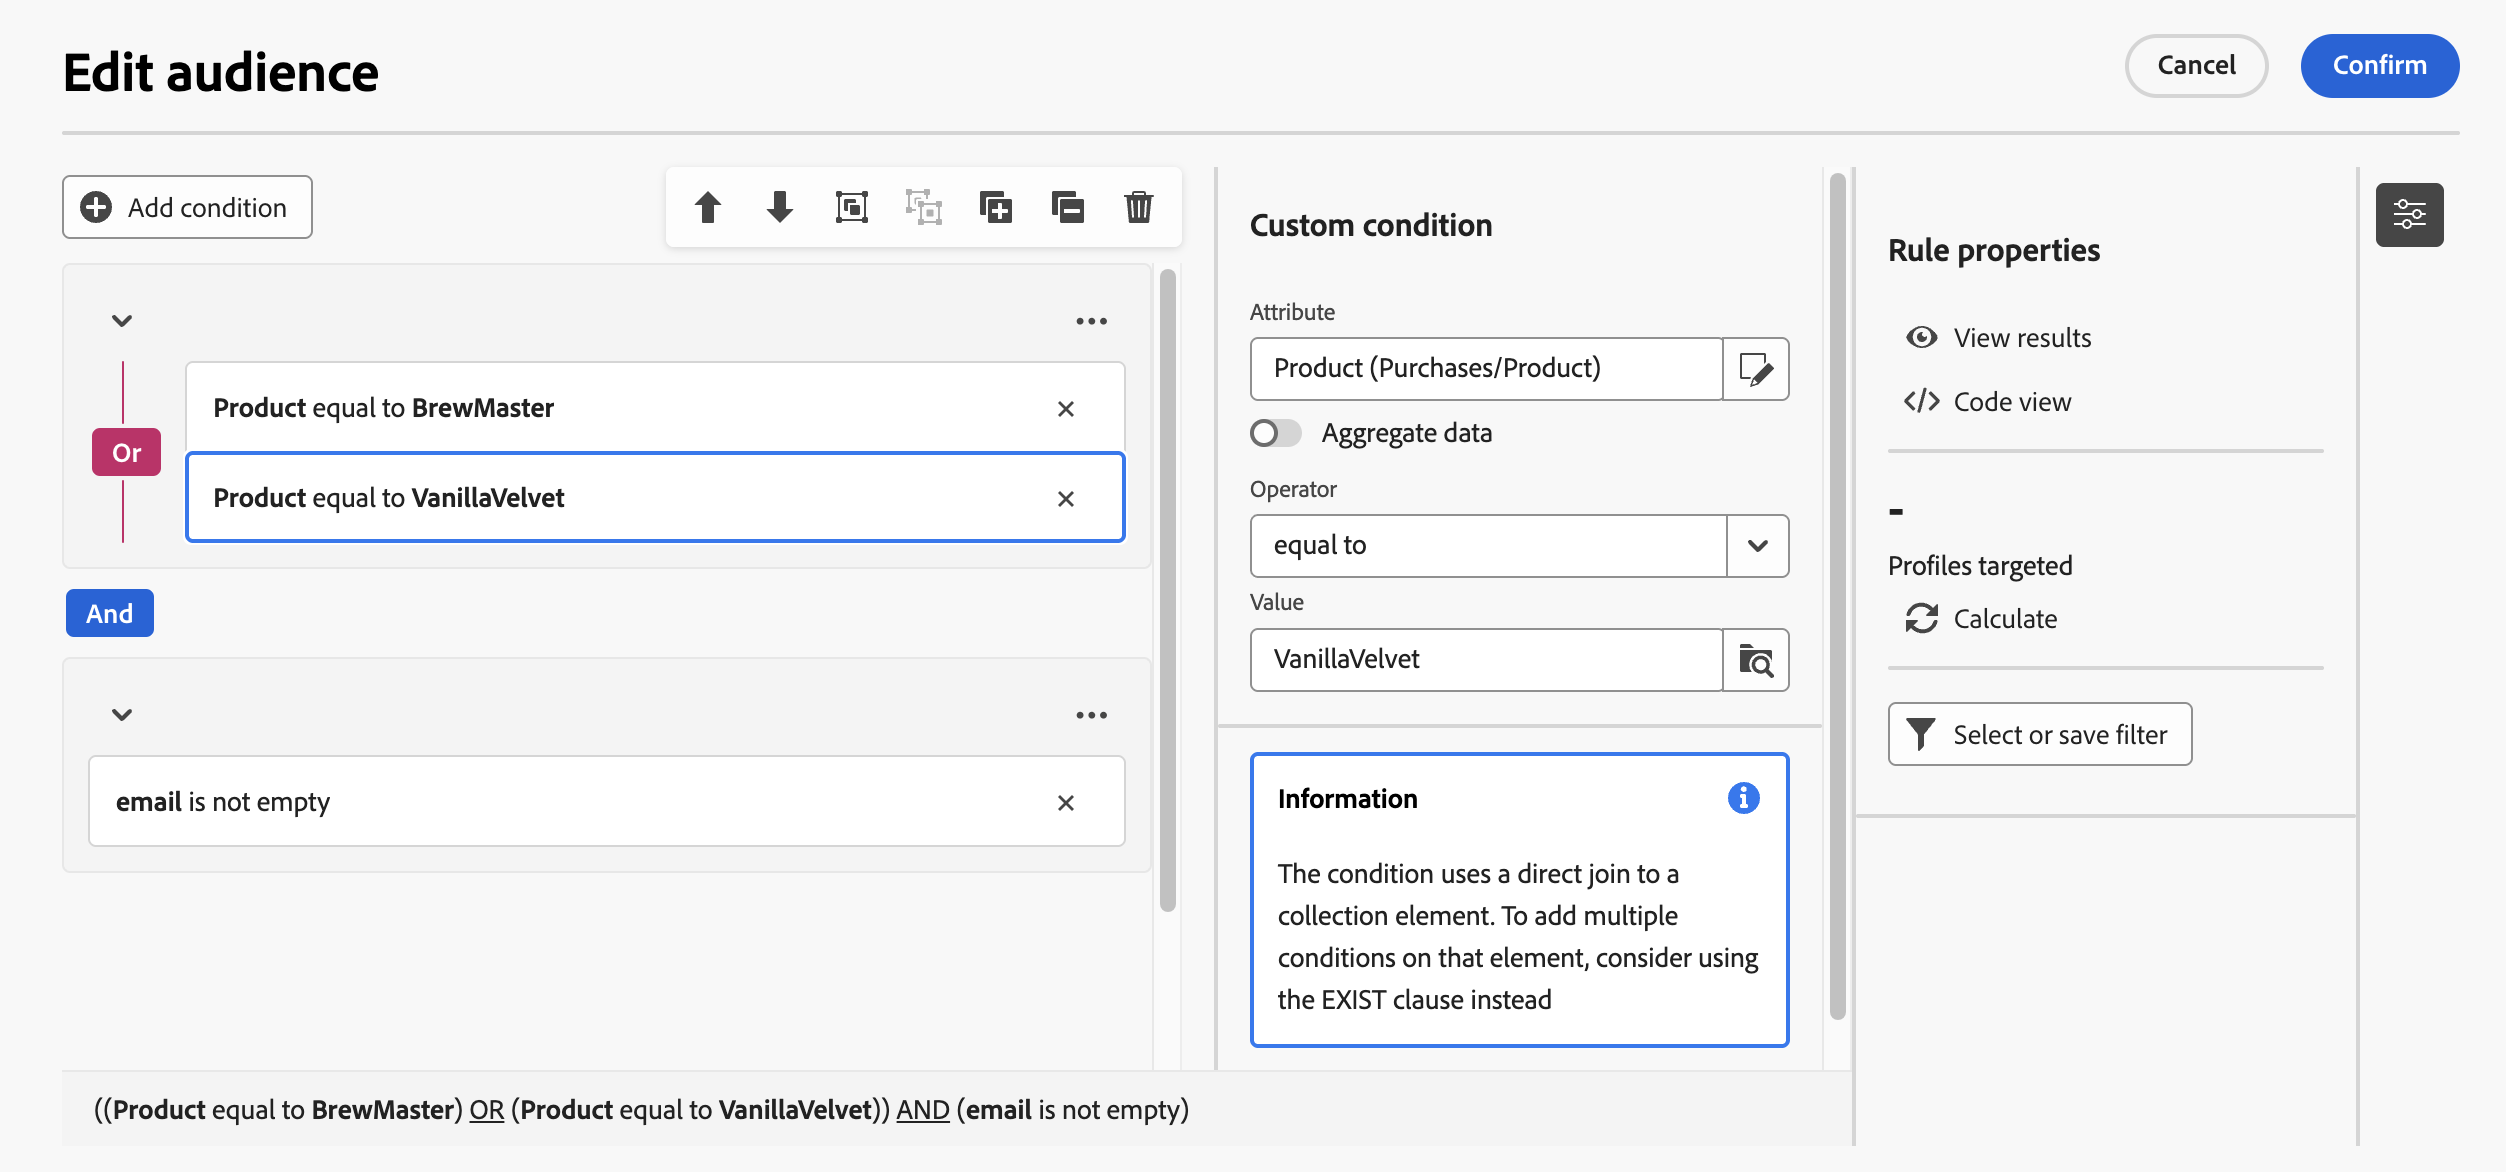 Edit audience
Cancel
Confirm
Add condition
Product equal to BrewMaster
Or
Product equal to VanillaVelvet
And
email is not empty
((Product equal to BrewMaster) OR (Product equal to VanillaVelvet)) AND (email is not empty)
Custom condition
Attribute
Product (Purchases/Product)
Aggregate data
Operator
equal to
Value
VanillaVelvet
Information
The condition uses a direct join to a
collection element. To add multiple
conditions on that element, consider using
the EXIST clause instead
Rule properties
View results
Code view
-
Profiles targeted
Calculate
Select or save filter